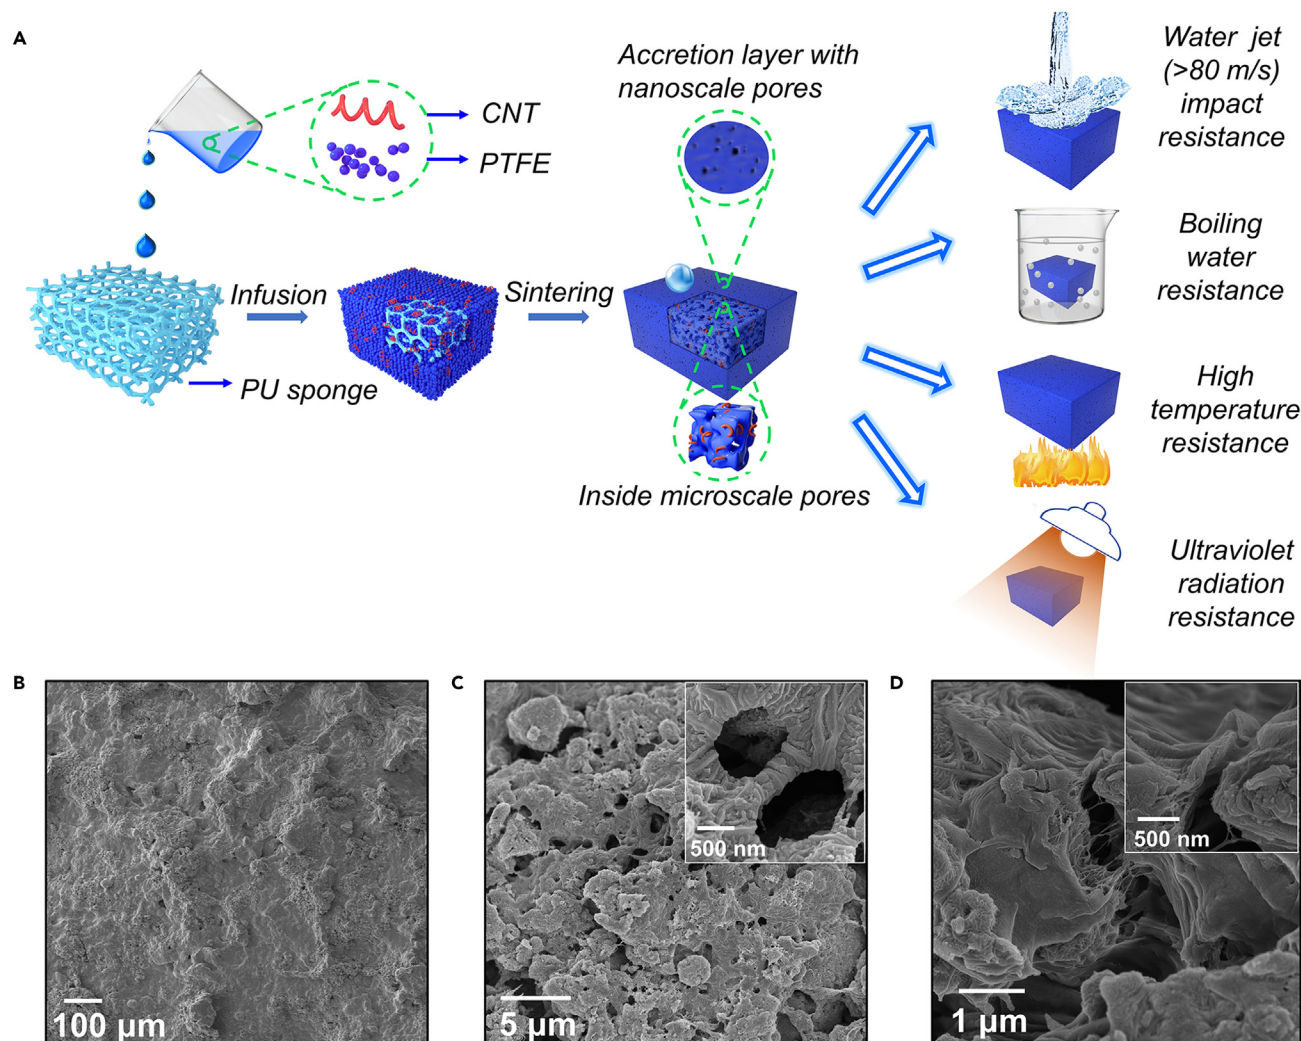 A
CNT
PTFE
Infusion
PU sponge
Sintering
Accretion layer with
nanoscale pores
Inside microscale pores
Water jet
(>80 m/s)
impact
resistance
Boiling
water
resistance
High
temperature
resistance
Ultraviolet
radiation
resistance
B
100 μm
C
500 nm
5 μm
D
500 nm
1 μm